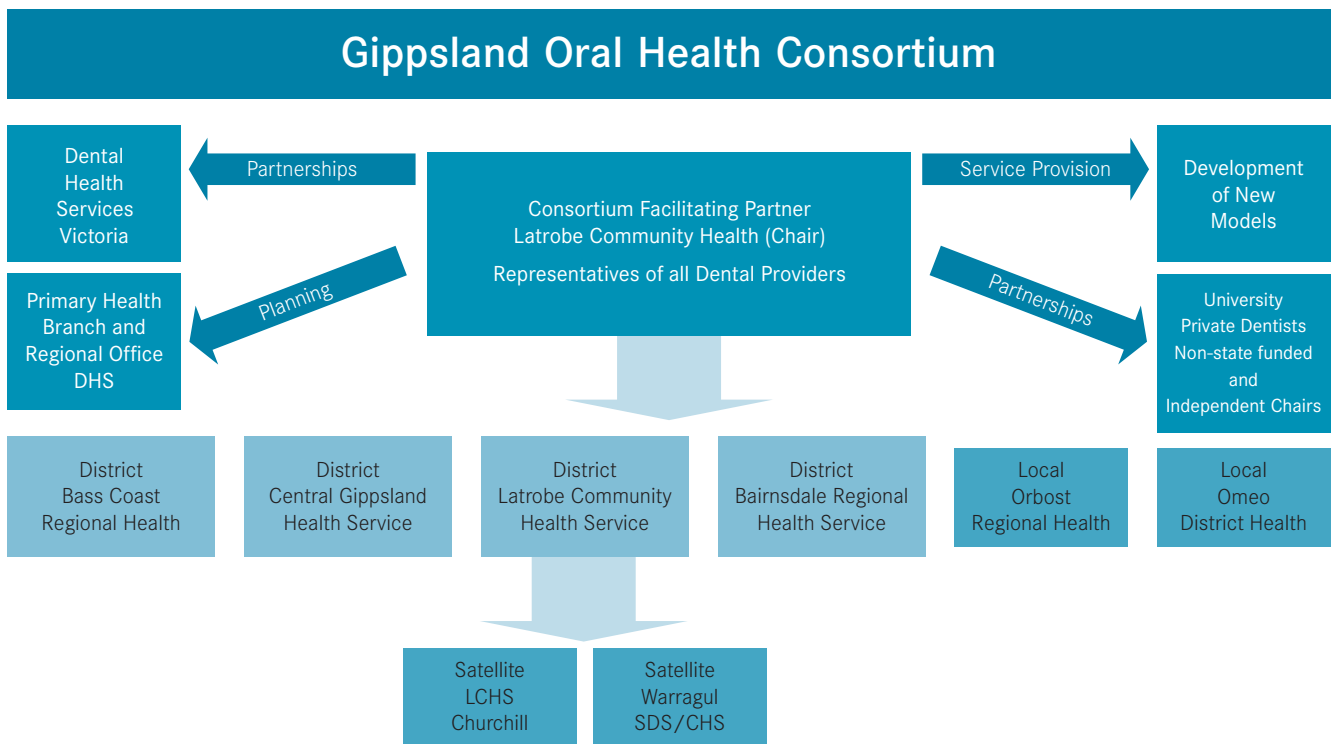 Gippsland Oral Health Consortium
Dental
Health
Services
Victoria
Partnerships
Consortium Facilitating Partner
Latrobe Community Health (Chair)
Representatives of all Dental Providers
Service Provision
Development
of New
Models
Primary Health
Branch and
Regional Office
DHS
Planning
Partnerships
University
Private Dentists
Non-state funded
and
Independent Chairs
District
Bass Coast
Regional Health
District
Central Gippsland
Health Service
District
Latrobe Community
Health Service
District
Bairnsdale Regional
Health Service
Local
Orbost
Regional Health
Local
Omeo
District Health
Satellite
LCHS
Churchill
Satellite
Warragul
SDS/CHS